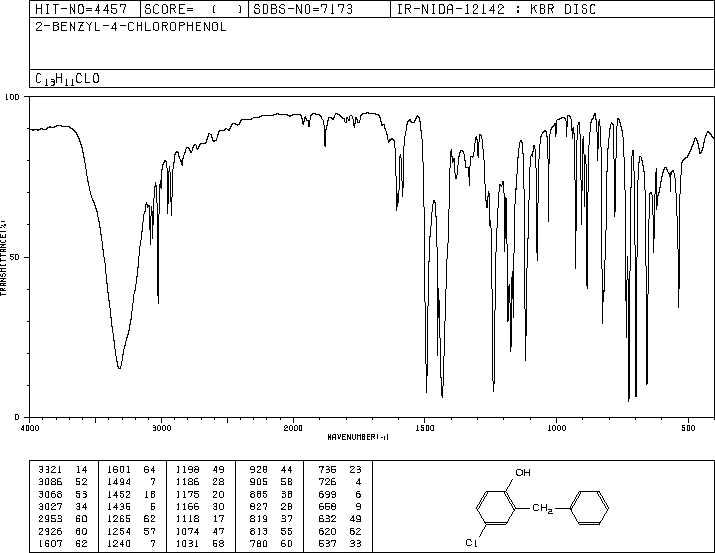 HIT-NO=4457 SCORE= ( ) SDBS-NO=7173 IR-NIDA-12142 : KBR DISC
2-BENZYL-4-CHLOROPHENOL
C13H11CLO
100
50
0
TRANSMITTANCE(%)
4000 3000 2000 1500 1000 500
WAVENUMBER(-1)
3321 14 1601 64 1198 49 928 44 736 23
3086 52 1494 7 1186 28 905 58 726 4
3068 53 1452 18 1175 20 885 38 699 6
3027 34 1436 6 1166 30 827 28 658 9
2953 60 1265 62 1118 17 819 37 632 49
2926 60 1254 57 1074 47 813 55 620 62
1607 62 1240 7 1031 58 780 60 537 33
OH
CH2
Cl